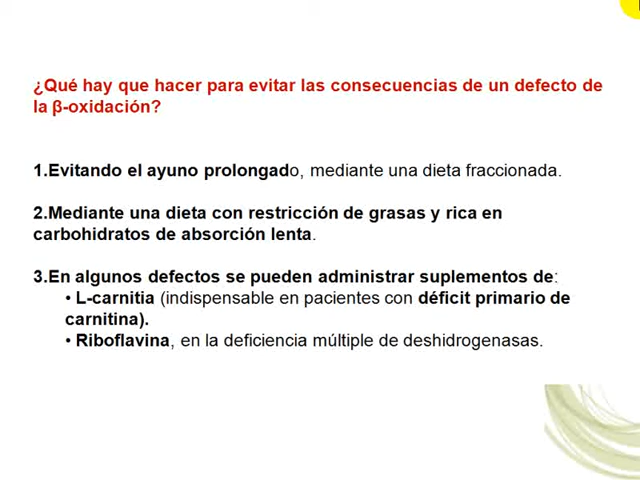 ¿Qué hay que hacer para evitar las consecuencias de un defecto de
la β-oxidación?
1.Evitando el ayuno prolongado, mediante una dieta fraccionada.
2.Mediante una dieta con restricción de grasas y rica en
carbohidratos de absorción lenta.
3.En algunos defectos se pueden administrar suplementos de:
• L-carnitia (indispensable en pacientes con déficit primario de
carnitina).
• Riboflavina, en la deficiencia múltiple de deshidrogenasas.